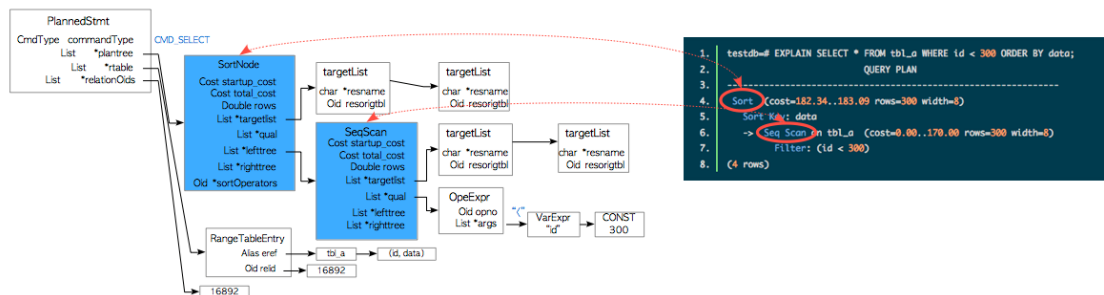 PlannedStmt
CmdType commandType
List *plantree
List *rtable
List *relationOids
CMD_SELECT
SortNode
Cost startup_cost
Cost total_cost
Double rows
List *targetlist
List *qual
List *lefttree
List *righttree
Oid *sortOperators
targetList
char *resname
Oid resorigtbl
targetList
char *resname
Oid resorigtbl
SeqScan
Cost startup_cost
Cost total_cost
Double rows
List *targetlist
List *qual
List *lefttree
List *righttree
targetList
char *resname
Oid resorigtbl
targetList
char *resname
Oid resorigtbl
OpeExpr
Oid opno
List *args
"<"
VarExpr
"id"
CONST
300
RangeTableEntry
Alias eref
Oid relid
tbl_a
(id, data)
16892
16892
1. testdb=# EXPLAIN SELECT * FROM tbl_a WHERE id < 300 ORDER BY data;
2. QUERY PLAN
3. ---------------------------------------------------------------
4. Sort (cost=182.34..183.09 rows=300 width=8)
5. Sort Key: data
6. -> Seq Scan on tbl_a (cost=0.00..170.00 rows=300 width=8)
7. Filter: (id < 300)
8. (4 rows)